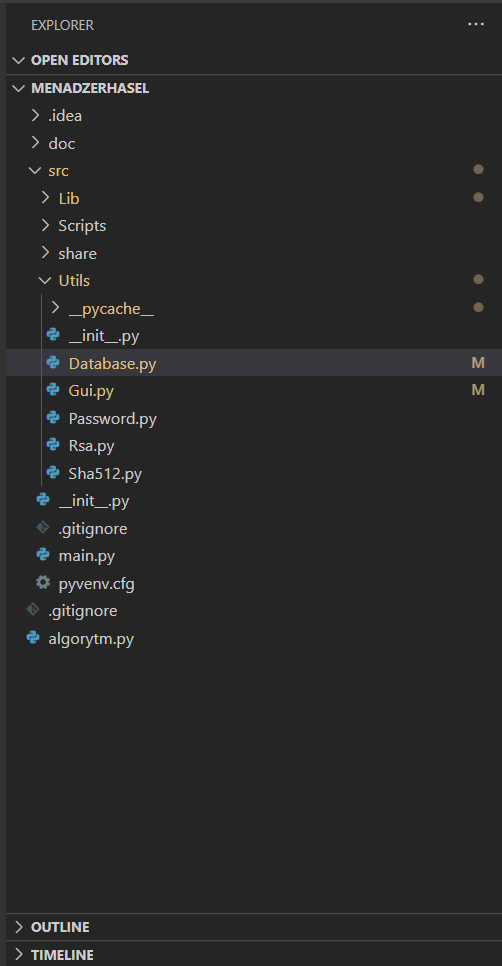 EXPLORER ...
OPEN EDITORS
MENADZERHASEL
.idea
doc
src
Lib
Scripts
share
Utils
__pycache__
__init__.py
Database.py M
Gui.py M
Password.py
Rsa.py
Sha512.py
__init__.py
.gitignore
main.py
pyvenv.cfg
.gitignore
algorytm.py
OUTLINE
TIMELINE